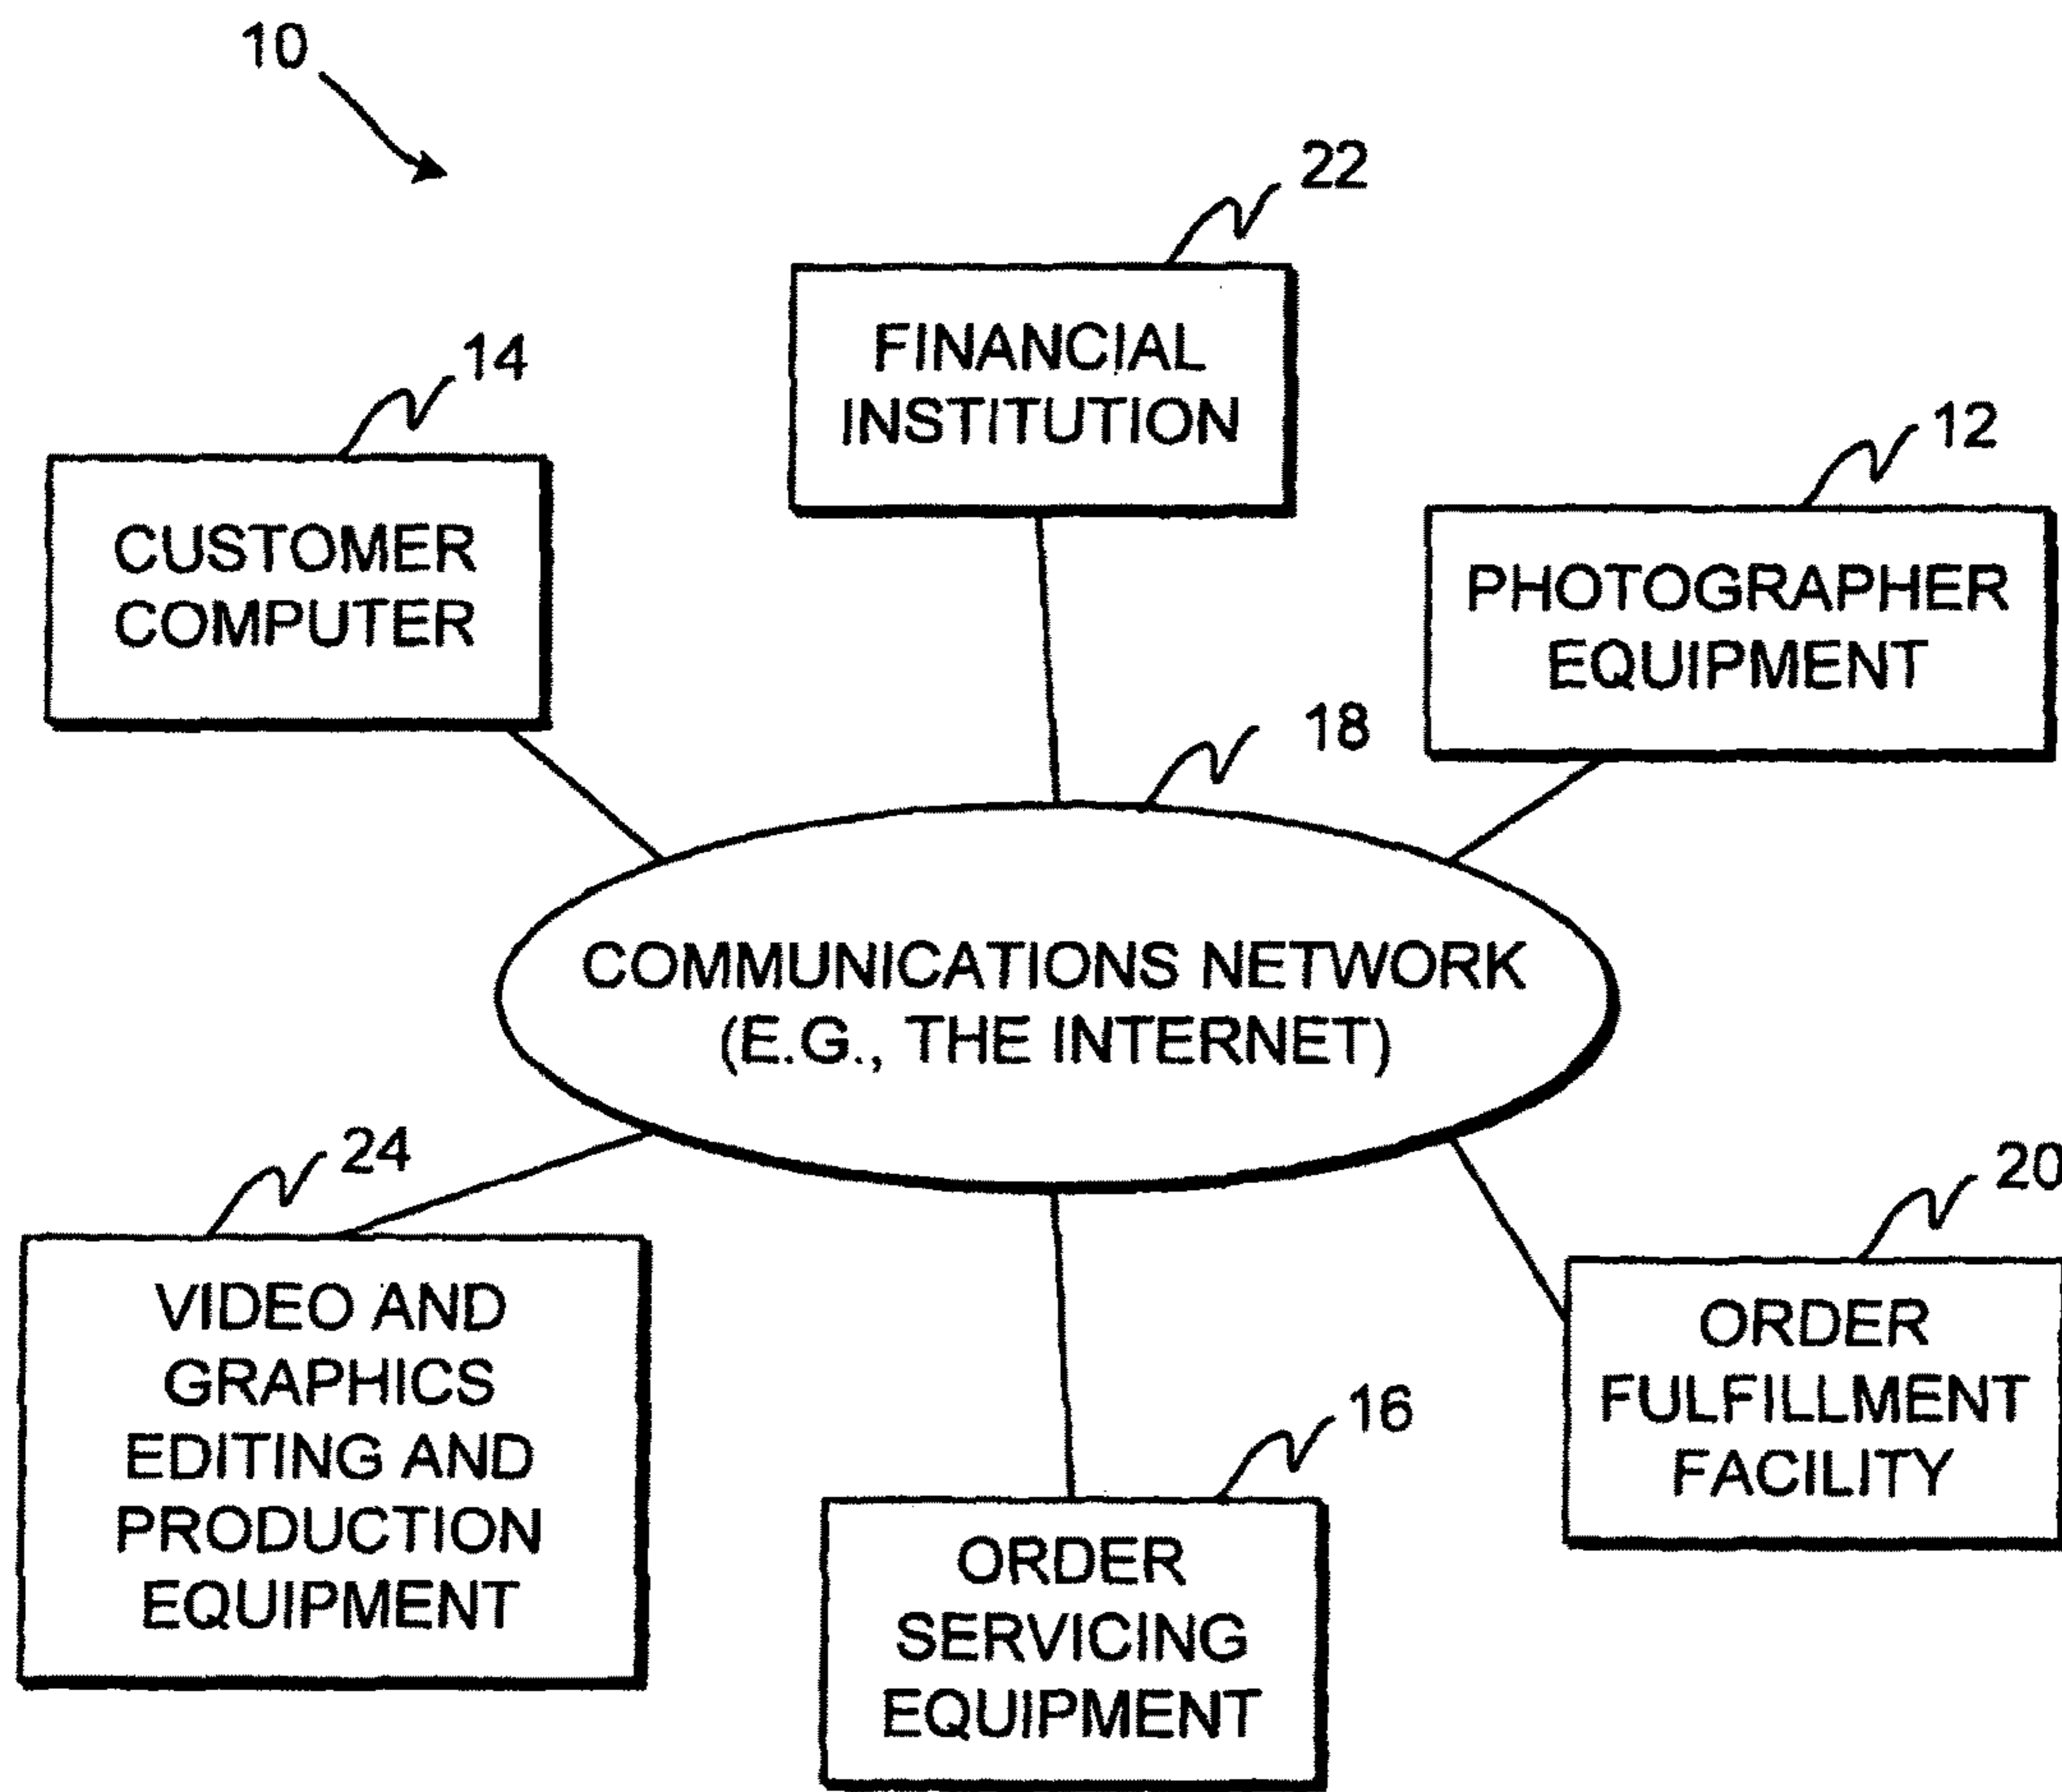 10
22
FINANCIAL
INSTITUTION
14
CUSTOMER
COMPUTER
12
PHOTOGRAPHER
EQUIPMENT
18
COMMUNICATIONS NETWORK
(E.G., THE INTERNET)
24
VIDEO AND
GRAPHICS
EDITING AND
PRODUCTION
EQUIPMENT
16
ORDER
SERVICING
EQUIPMENT
20
ORDER
FULFILLMENT
FACILITY